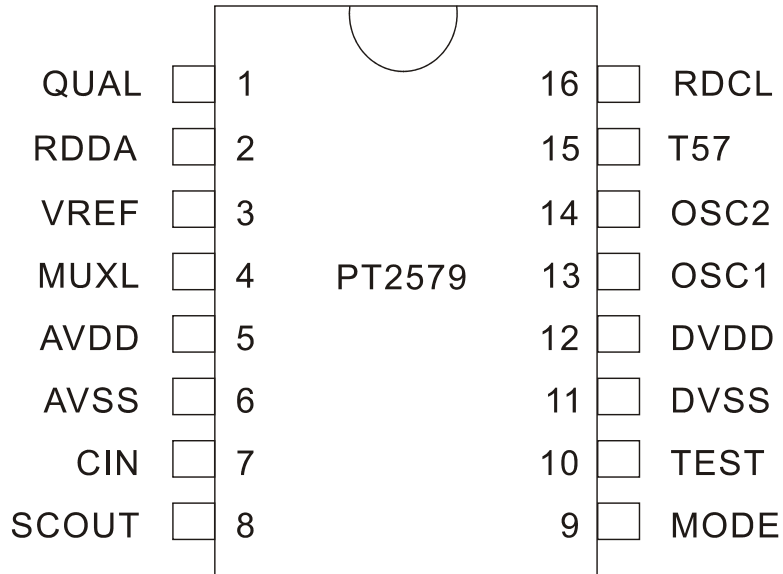 QUAL 1 16 RDCL
RDDA 2 15 T57
VREF 3 14 OSC2
MUXL 4 PT2579 13 OSC1
AVDD 5 12 DVDD
AVSS 6 11 DVSS
CIN 7 10 TEST
SCOUT 8 9 MODE